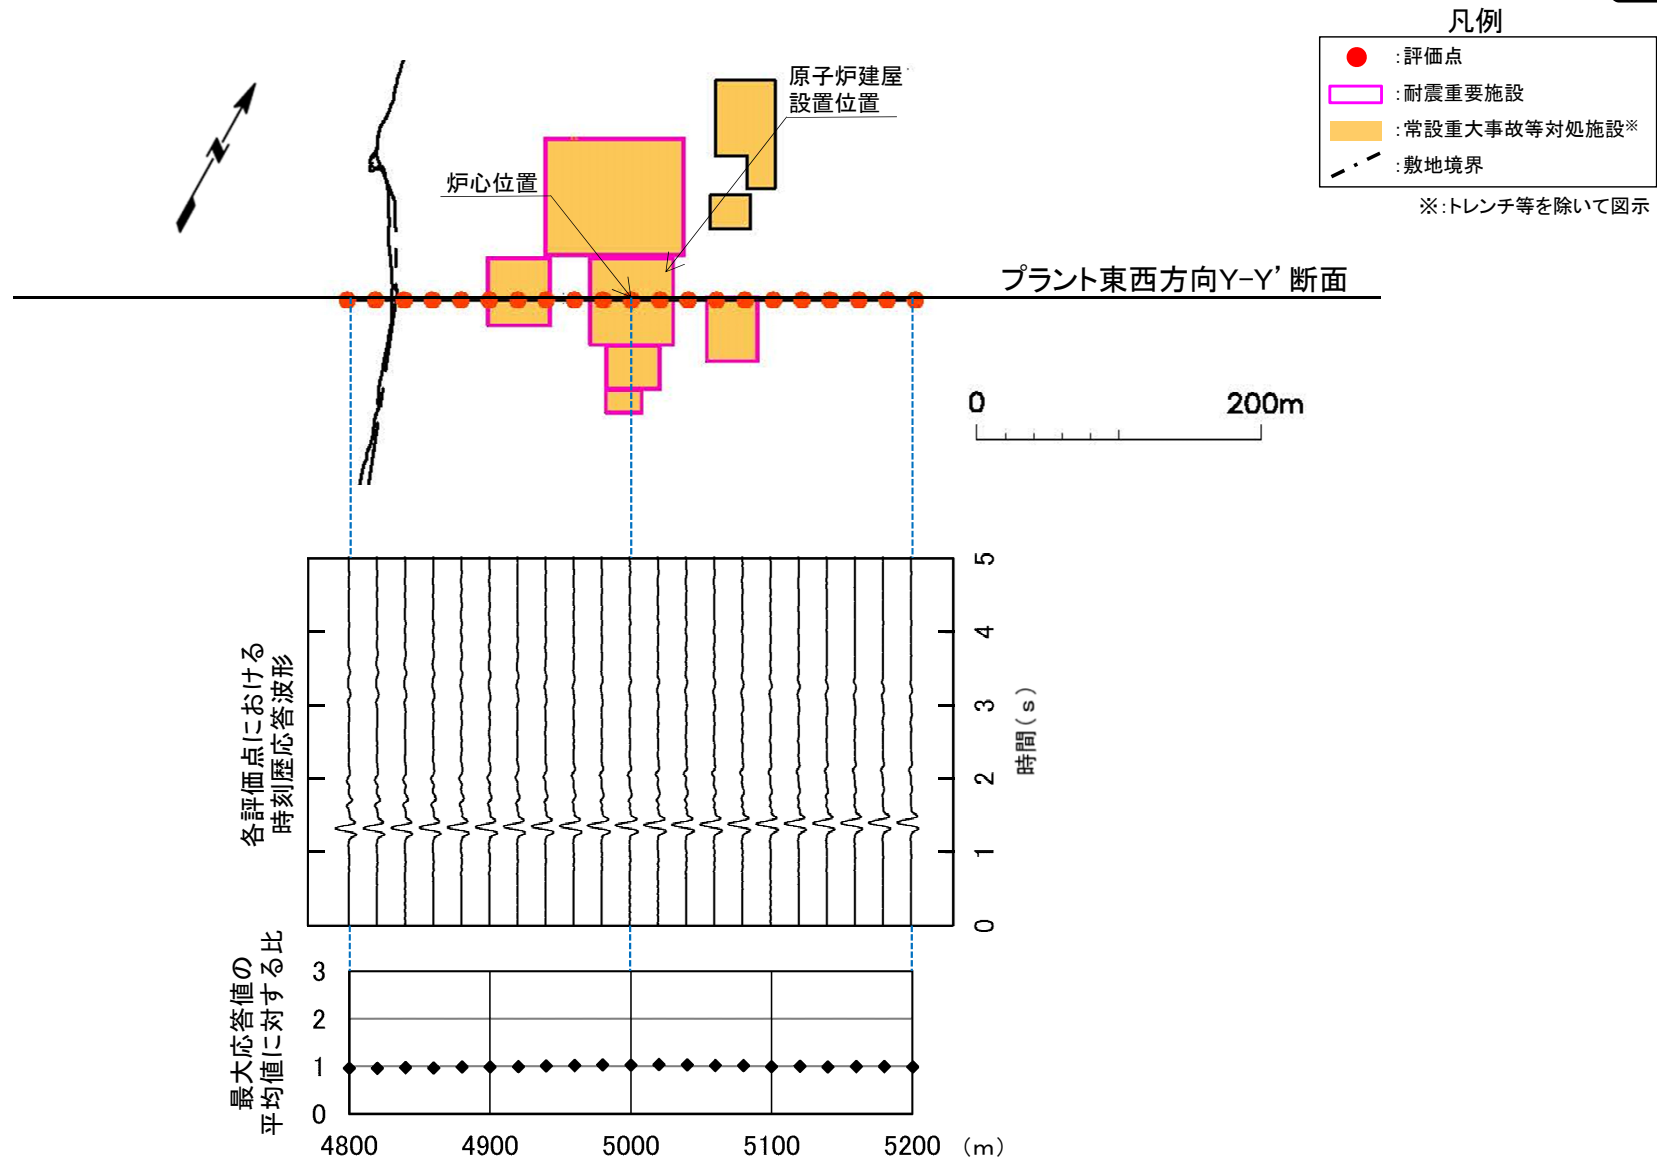 凡例
:評価点
:耐震重要施設
:常設重大事故等対処施設※
:敷地境界
※:トレンチ等を除いて図示
原子炉建屋
設置位置
炉心位置
N
プラント東西方向Y-Y’断面
0 200m
各評価点における
時刻歴応答波形
5
4
3
2
1
0
時間(s)
最大応答値の
平均値に対する比
3
2
1
0
4800 4900 5000 5100 5200 (m)